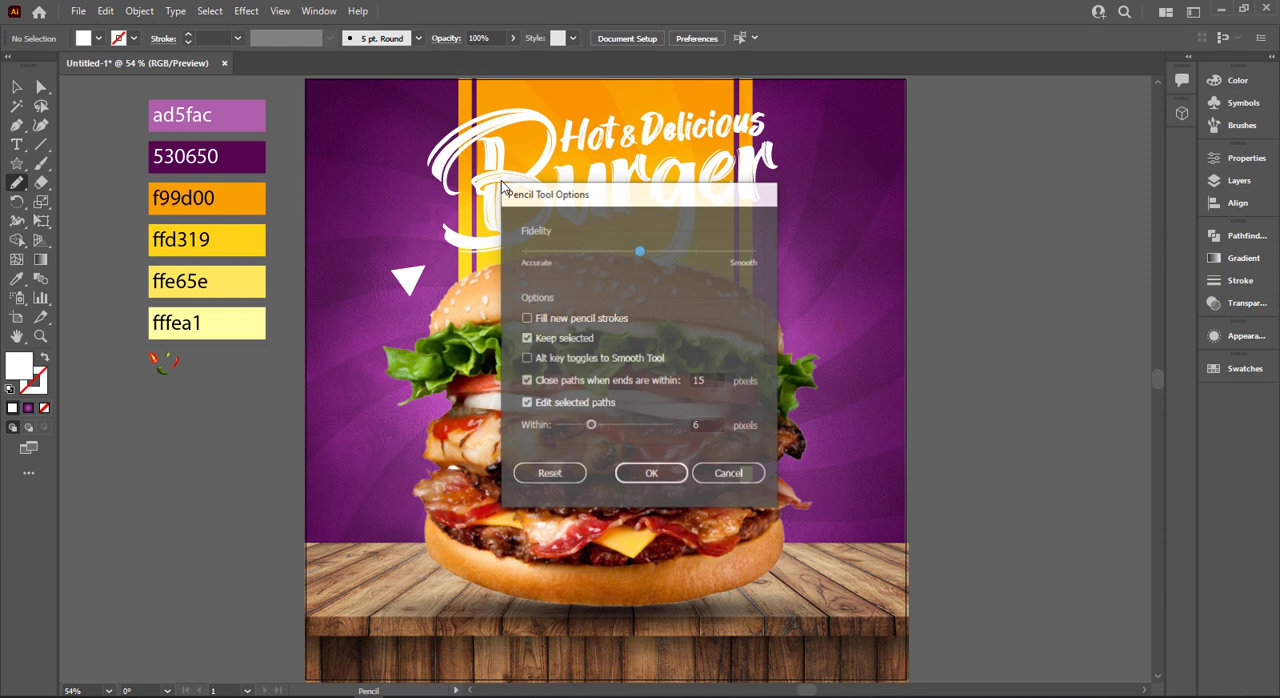 Ai
File Edit Object Type Select Effect View Window Help
No Selection
Stroke:
5 pt. Round
Opacity:
100%
Style:
Document Setup
Preferences
Untitled-1* @ 54 % (RGB/Preview)
ad5fac
530650
f99d00
ffd319
ffe65e
fffea1
Hot & Delicious
Burger
Pencil Tool Options
Fidelity
Accurate
Smooth
Options
Fill new pencil strokes
Keep selected
Alt key toggles to Smooth Tool
Close paths when ends are within: 15 pixels
Edit selected paths
Within: 6 pixels
Reset
OK
Cancel
Color
Symbols
Brushes
Properties
Layers
Align
Pathfind...
Gradient
Stroke
Transpar...
Appeara...
Swatches
54%
0°
1
Pencil